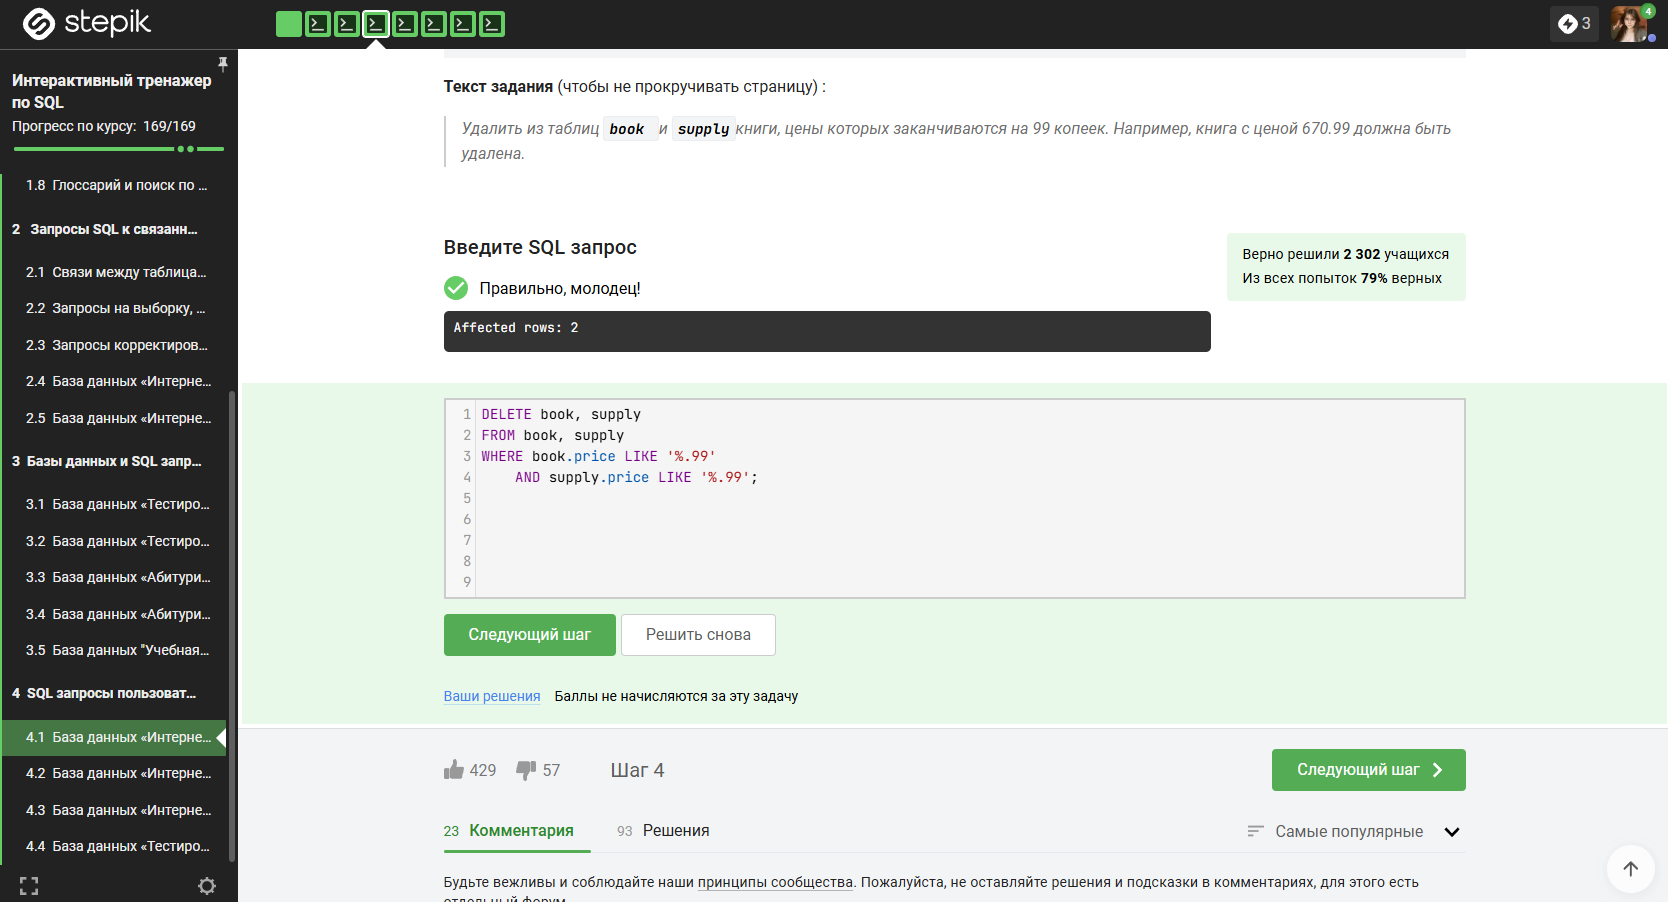 stepik
3
4
Интерактивный тренажер
по SQL
Прогресс по курсу: 169/169
1.8 Глоссарий и поиск по ...
2 Запросы SQL к связанн...
2.1 Связи между таблица...
2.2 Запросы на выборку, ...
2.3 Запросы корректиров...
2.4 База данных «Интерне...
2.5 База данных «Интерне...
3 Базы данных и SQL запр...
3.1 База данных «Тестиро...
3.2 База данных «Тестиро...
3.3 База данных «Абитури...
3.4 База данных «Абитури...
3.5 База данных "Учебная...
4 SQL запросы пользоват...
4.1 База данных «Интерне...
4.2 База данных «Интерне...
4.3 База данных «Интерне...
4.4 База данных «Тестиро...
Текст задания (чтобы не прокручивать страницу) :
Удалить из таблиц book и supply книги, цены которых заканчиваются на 99 копеек. Например, книга с ценой 670.99 должна быть
удалена.
Введите SQL запрос
Правильно, молодец!
Верно решили 2 302 учащихся
Из всех попыток 79% верных
Affected rows: 2
1 DELETE book, supply
2 FROM book, supply
3 WHERE book.price LIKE '%.99'
4 AND supply.price LIKE '%.99';
5
6
7
8
9
Следующий шаг
Решить снова
Ваши решения Баллы не начисляются за эту задачу
429 57 Шаг 4
Следующий шаг
23 Комментария 93 Решения
Самые популярные
Будьте вежливы и соблюдайте наши принципы сообщества. Пожалуйста, не оставляйте решения и подсказки в комментариях, для этого есть
отдельный форум.